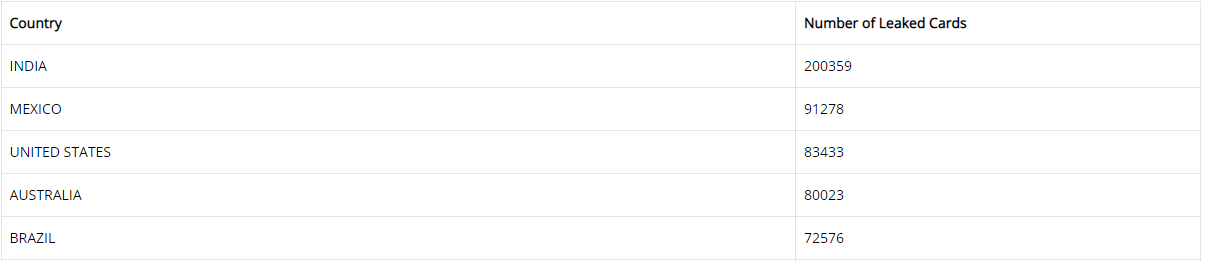 Country Number of Leaked Cards
INDIA 200359
MEXICO 91278
UNITED STATES 83433
AUSTRALIA 80023
BRAZIL 72576